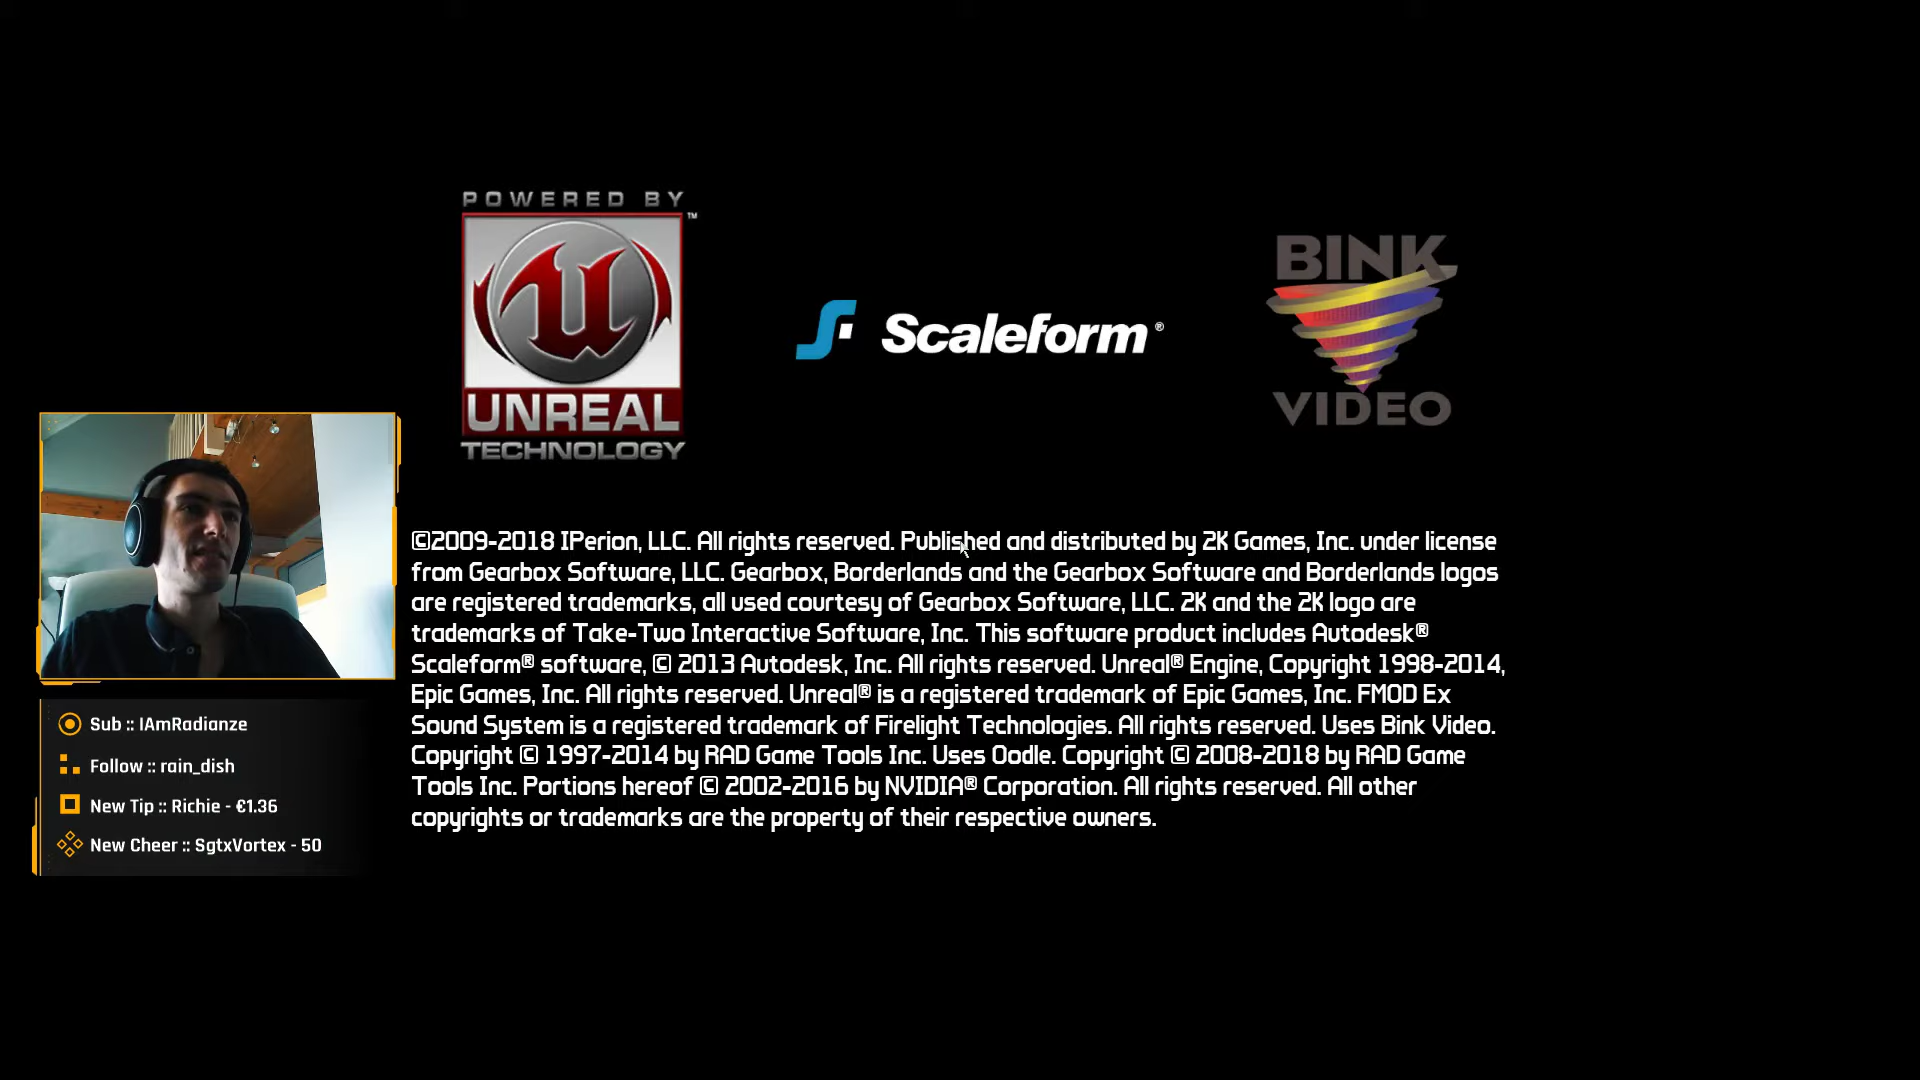 POWERED BY
™
UNREAL
TECHNOLOGY
Scaleform®
BINK
VIDEO
©2009-2018 IPerion, LLC. All rights reserved. Published and distributed by 2K Games, Inc. under license
from Gearbox Software, LLC. Gearbox, Borderlands and the Gearbox Software and Borderlands logos
are registered trademarks, all used courtesy of Gearbox Software, LLC. 2K and the 2K logo are
trademarks of Take-Two Interactive Software, Inc. This software product includes Autodesk®
Scaleform® software, © 2013 Autodesk, Inc. All rights reserved. Unreal® Engine, Copyright 1998-2014,
Epic Games, Inc. All rights reserved. Unreal® is a registered trademark of Epic Games, Inc. FMOD Ex
Sound System is a registered trademark of Firelight Technologies. All rights reserved. Uses Bink Video.
Copyright © 1997-2014 by RAD Game Tools Inc. Uses Oodle. Copyright © 2008-2018 by RAD Game
Tools Inc. Portions hereof © 2002-2016 by NVIDIA® Corporation. All rights reserved. All other
copyrights or trademarks are the property of their respective owners.
Sub :: IAmRadianze
Follow :: rain_dish
New Tip :: Richie - €1.36
New Cheer :: SgtxVortex - 50